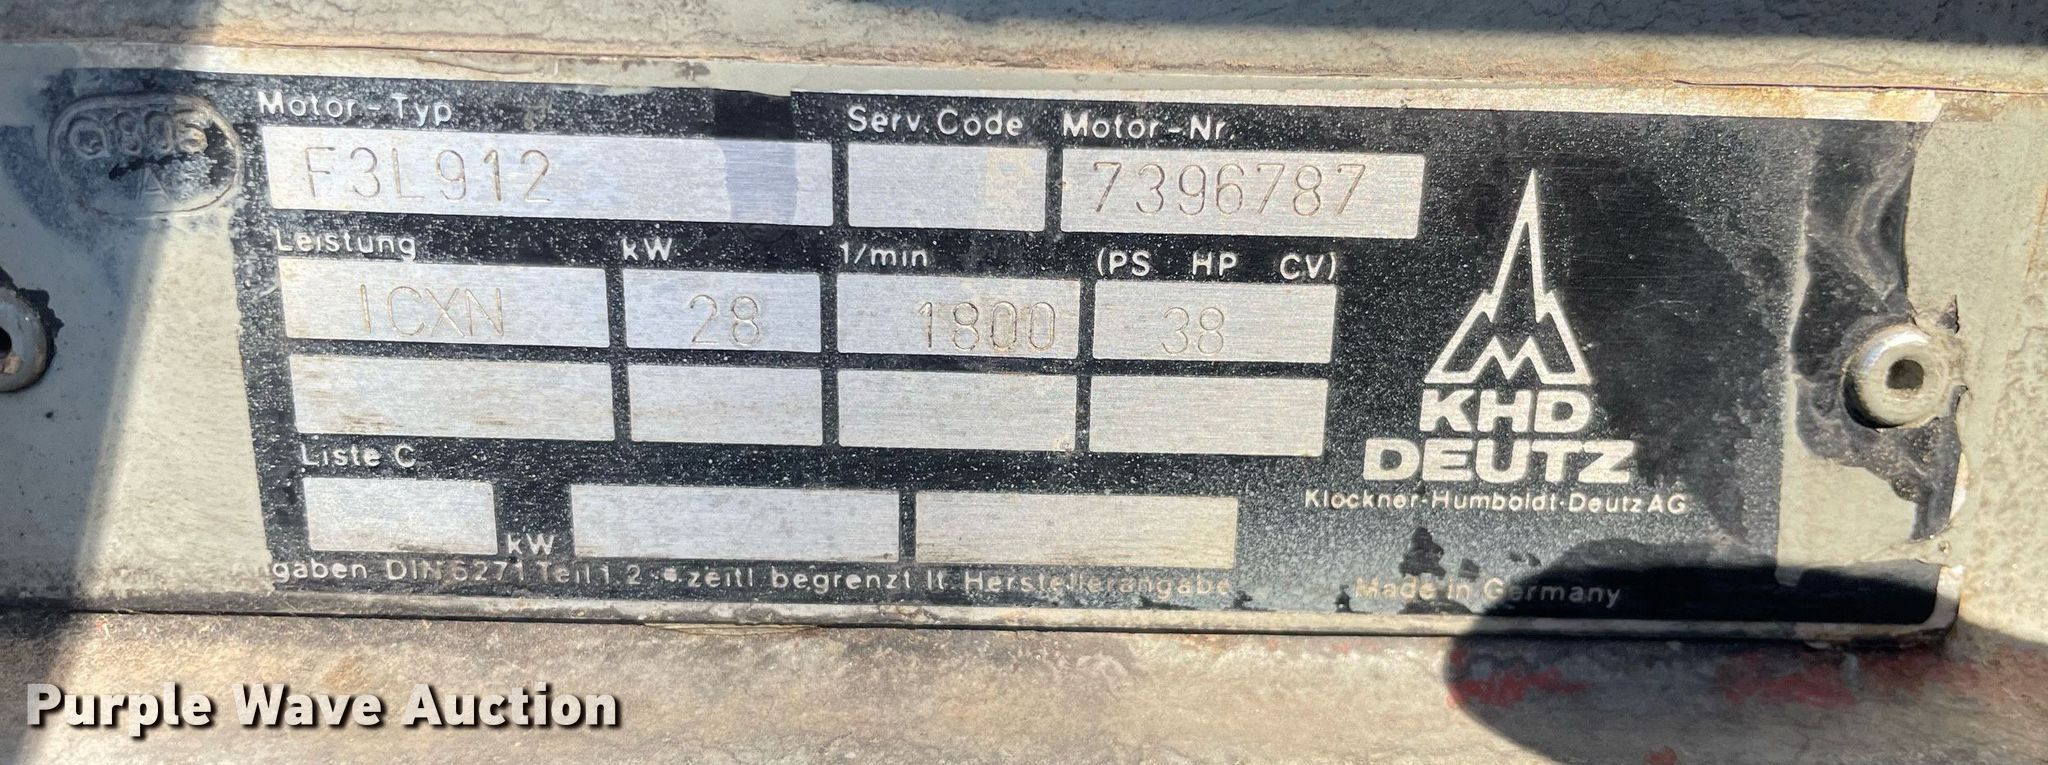 Motor-Typ Serv. Code Motor-Nr.
F3L912 7396787
Leistung kW 1/min (PS HP CV)
ICXN 28 1800 38
Liste C
kW
KHD
DEUTZ
Klöckner-Humboldt-Deutz AG
DIN 6271 Teil 1 2 zeitl. begrenzt lt. Herstellerangabe
Made in Germany
Purple Wave Auction